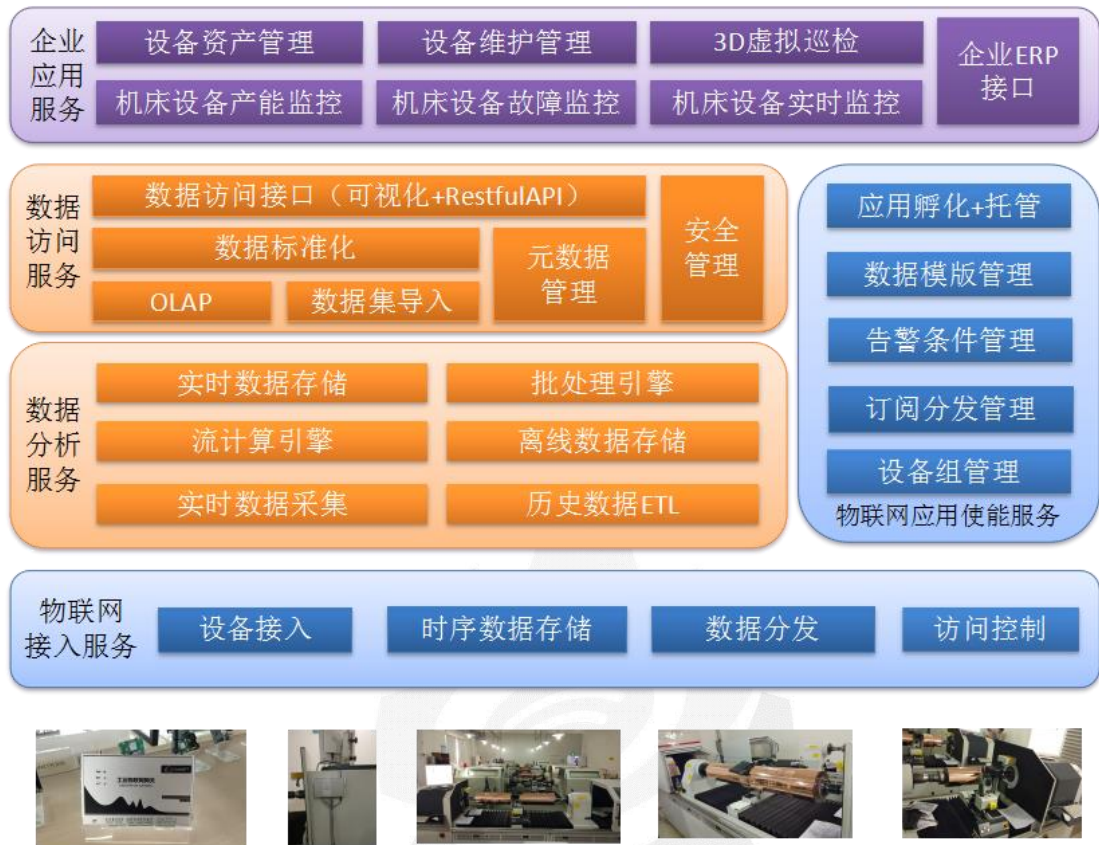 企业
应用
服务
设备资产管理
设备维护管理
3D虚拟巡检
企业ERP
接口
机床设备产能监控
机床设备故障监控
机床设备实时监控
数据
访问
服务
数据访问接口（可视化+RestfulAPI）
安全
管理
数据标准化
元数据
管理
OLAP
数据集导入
数据
分析
服务
实时数据存储
批处理引擎
流计算引擎
离线数据存储
实时数据采集
历史数据ETL
应用孵化+托管
数据模版管理
告警条件管理
订阅分发管理
设备组管理
物联网应用使能服务
物联网
接入服务
设备接入
时序数据存储
数据分发
访问控制
工业物联网网关